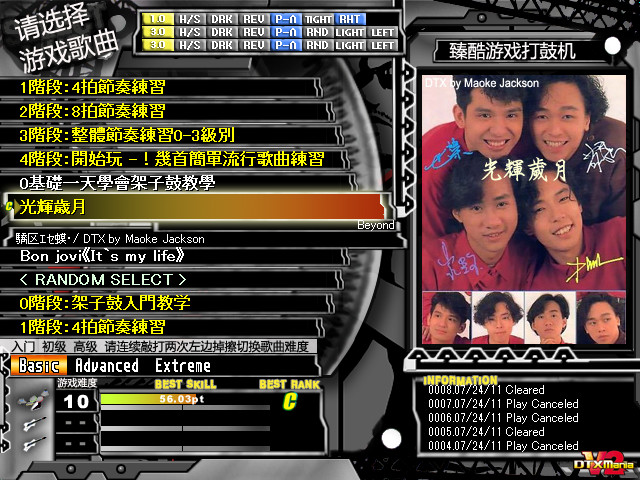 请选择
游戏歌曲
1.0 H/S DRK REV P-A TIGHT RHT
3.0 H/S DRK REV P-A RND LIGHT LEFT
3.0 H/S DRK REV P-A RND LIGHT LEFT
臻酷游戏打鼓机
1階段:4拍節奏練習
2階段:8拍節奏練習
3階段:整體節奏練習0-3級別
4階段:開始玩 - ! 幾首簡單流行歌曲練習
0基礎一天學會架子鼓教學
光輝歲月
Beyond
/ DTX by Maoke Jackson
Bon jovi《It`s my life》
< RANDOM SELECT >
0階段:架子鼓入門教学
1階段:4拍節奏練習
DTX by Maoke Jackson
光輝歲月
入门 初级 高级 请连续敲打两次左边掉擦切换歌曲难度
Basic Advanced Extreme
游戏难度 BEST SKILL BEST RANK
10 56.03pt C
-- 
--
INFORMATION
0008.07/24/11 Cleared
0007.07/24/11 Play Canceled
0006.07/24/11 Play Canceled
0005.07/24/11 Cleared
0004.07/24/11 Play Canceled
DTXMania V2